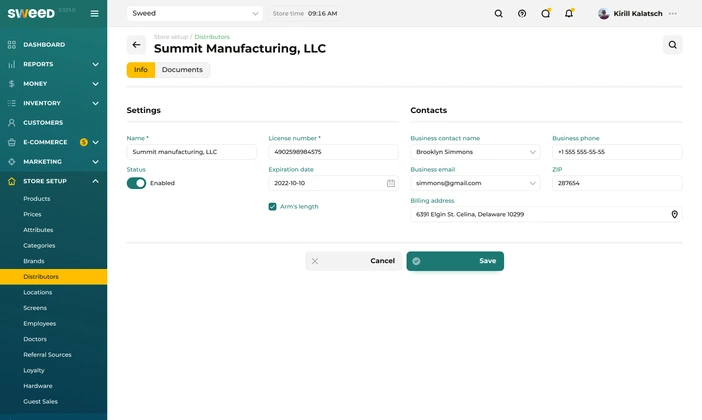 SWEED
Sweed
Store time 09:16 AM
Kirill Kalatsch
DASHBOARD
REPORTS
MONEY
INVENTORY
CUSTOMERS
E-COMMERCE 5
MARKETING
STORE SETUP
Products
Prices
Attributes
Categories
Brands
Distributors
Locations
Screens
Employees
Doctors
Referral Sources
Loyalty
Hardware
Guest Sales
Store setup / Distributors
Summit Manufacturing, LLC
Info Documents
Settings
Name *
Summit manufacturing, LLC
License number *
4902598984575
Status
Enabled
Expiration date
2022-10-10
Arm's length
Contacts
Business contact name
Brooklyn Simmons
Business phone
+1 555 555-55-55
Business email
simmons@gmail.com
ZIP
287654
Billing address
6391 Elgin St. Celina, Delaware 10299
Cancel
Save